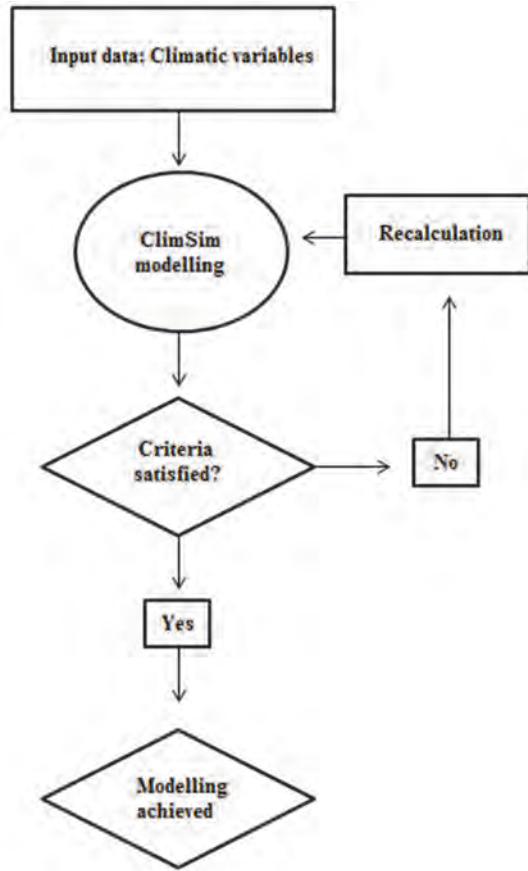 Input data: Climatic variables
ClimSim
modelling
Recalculation
Criteria
satisfied?
No
Yes
Modelling
achieved